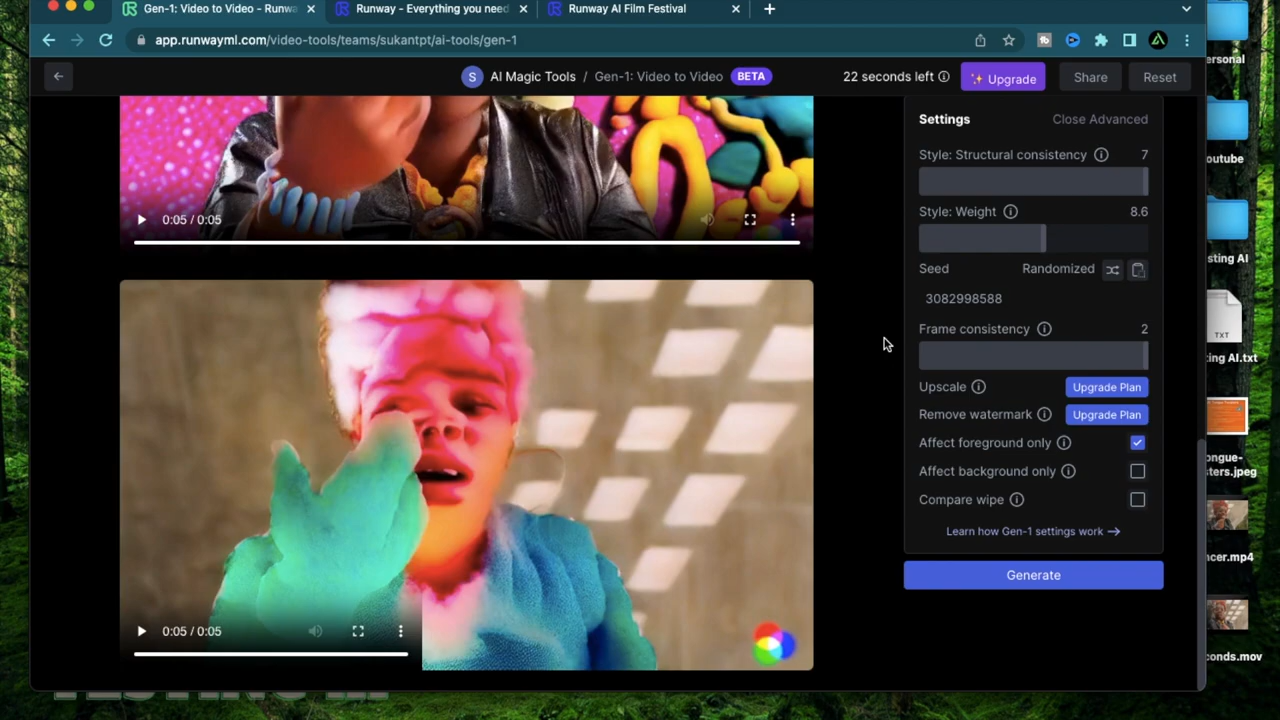 Gen-1: Video to Video - Runwa
Runway - Everything you need
Runway AI Film Festival
app.runwayml.com/video-tools/teams/sukantpt/ai-tools/gen-1
S AI Magic Tools / Gen-1: Video to Video BETA
22 seconds left
Upgrade
Share
Reset
Settings
Close Advanced
Style: Structural consistency 7
Style: Weight 8.6
Seed Randomized
3082998588
Frame consistency 2
Upscale Upgrade Plan
Remove watermark Upgrade Plan
Affect foreground only
Affect background only
Compare wipe
Learn how Gen-1 settings work →
Generate
0:05 / 0:05
0:05 / 0:05
ersonal
outube
sting AI
TXT
ting AI.txt
ongue-
sters.jpeg
ncer.mp4
conds.mov